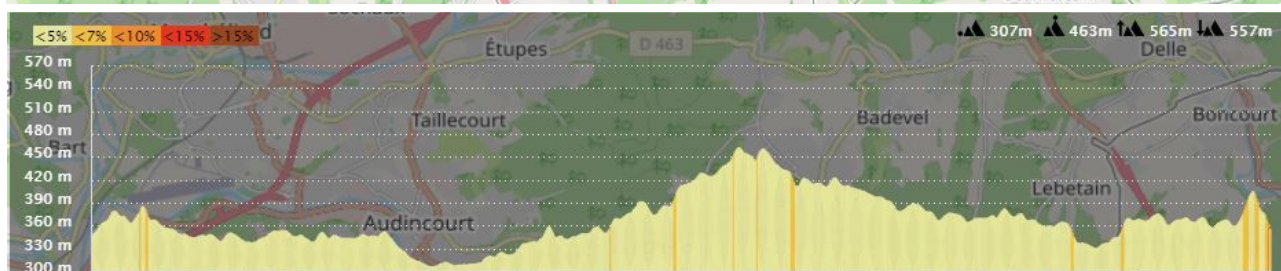 Étupes
D 463
Delle
<5% <7% <10% <15% >15%
307m 463m 565m 557m
570 m
540 m
510 m
480 m
450 m
420 m
390 m
360 m
330 m
300 m
Taillecourt
Badevel
Boncourt
Bart
Lebetain
Audincourt